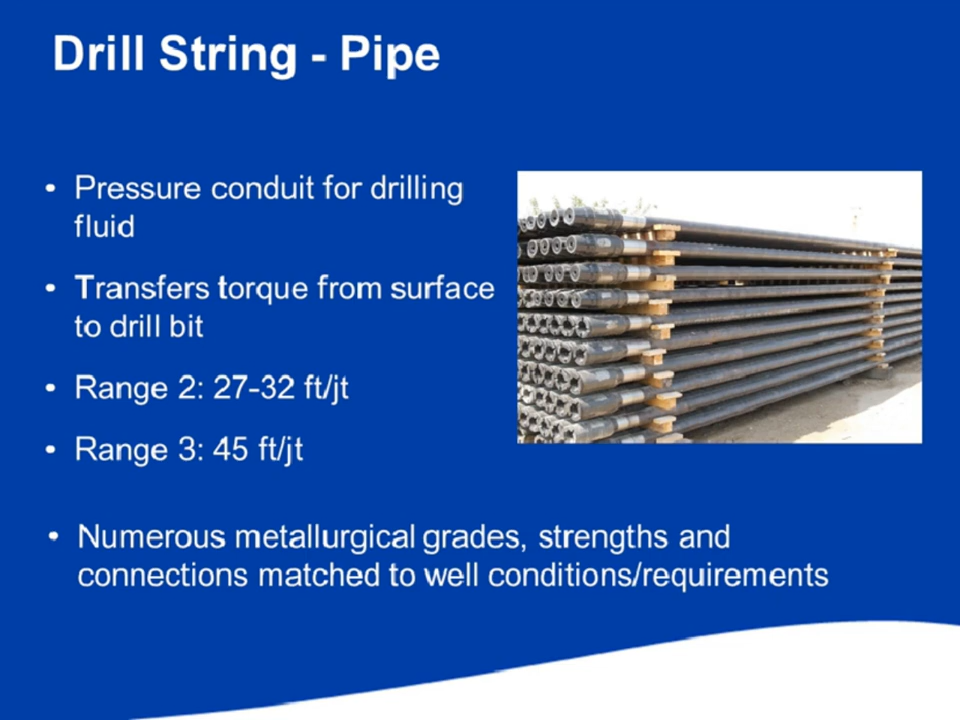 Drill String - Pipe
• Pressure conduit for drilling
fluid
• Transfers torque from surface
to drill bit
• Range 2: 27-32 ft/jt
• Range 3: 45 ft/jt
• Numerous metallurgical grades, strengths and
connections matched to well conditions/requirements